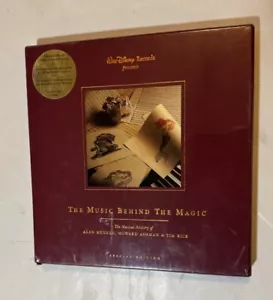 Walt Disney Records
presents
THE MUSIC BEHIND THE MAGIC
The Musical Artistry of
ALAN MENKEN, HOWARD ASHMAN & TIM RICE
SPECIAL EDITION